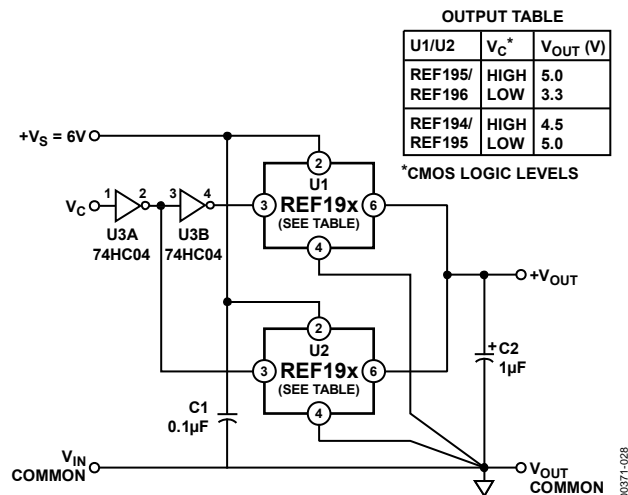 OUTPUT TABLE
U1/U2 VC* VOUT (V)
REF195/ HIGH 5.0
REF196 LOW 3.3
REF194/ HIGH 4.5
REF195 LOW 5.0
*CMOS LOGIC LEVELS
+VS = 6V
2
U1
VC 1 2 3 4 3 REF19x 6
(SEE TABLE)
U3A U3B
74HC04 74HC04
4
+VOUT
2
U2
3 REF19x 6
(SEE TABLE)
+ C2
1µF
C1
0.1µF
4
VIN
COMMON
VOUT
COMMON
00371-028